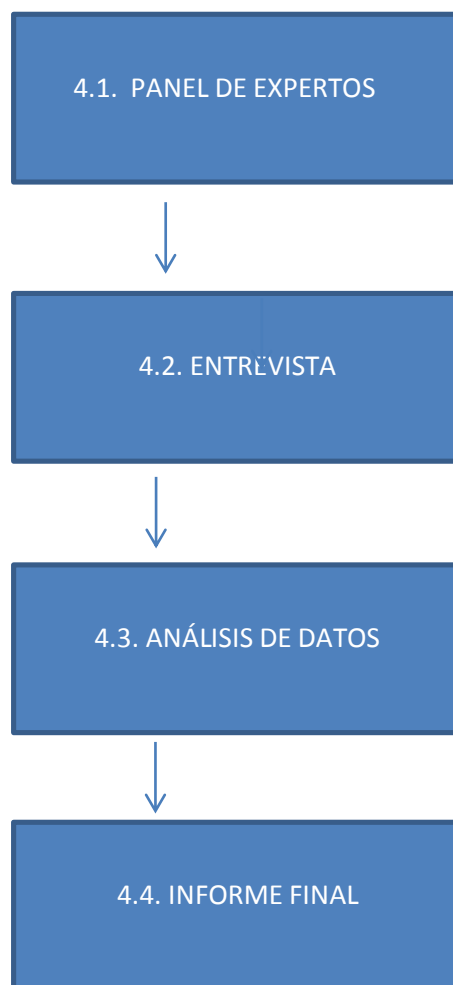 4.1. PANEL DE EXPERTOS
4.2. ENTREVISTA
4.3. ANÁLISIS DE DATOS
4.4. INFORME FINAL